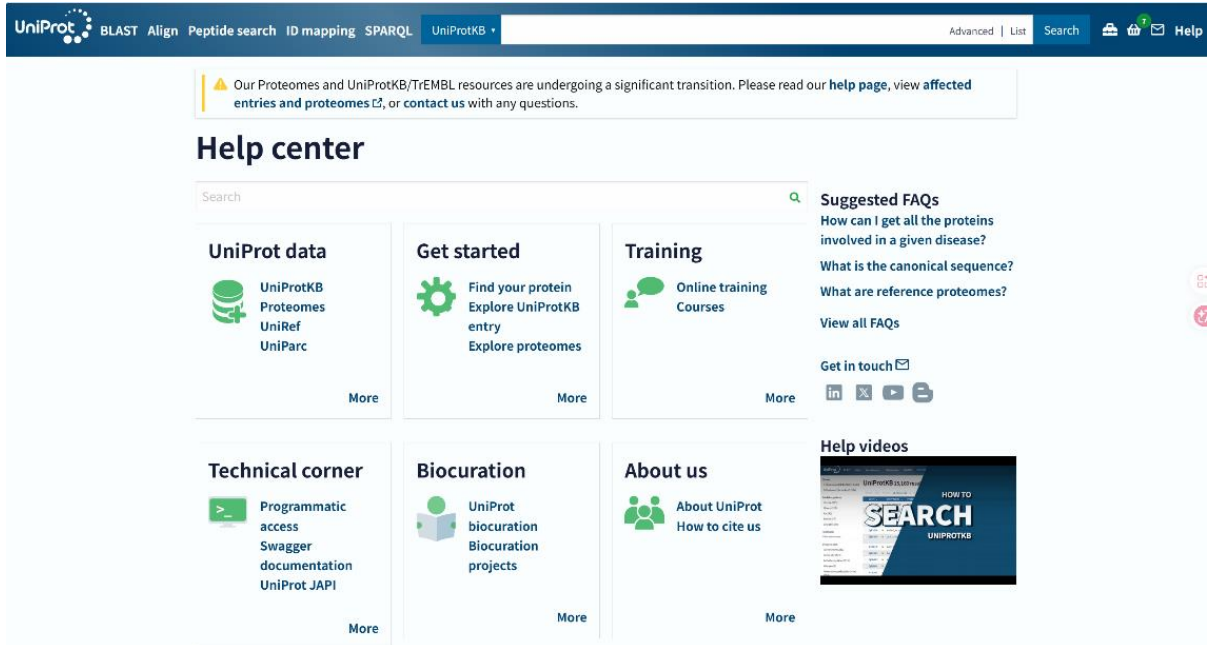 UniProt BLAST Align Peptide search ID mapping SPARQL UniProtKB Advanced | List Search 7 Help
Our Proteomes and UniProtKB/TrEMBL resources are undergoing a significant transition. Please read our help page, view affected
entries and proteomes, or contact us with any questions.
Help center
Search
UniProt data
UniProtKB
Proteomes
UniRef
UniParc
More
Get started
Find your protein
Explore UniProtKB
entry
Explore proteomes
More
Training
Online training
Courses
More
Suggested FAQs
How can I get all the proteins
involved in a given disease?
What is the canonical sequence?
What are reference proteomes?
View all FAQs
Get in touch
Technical corner
Programmatic
access
Swagger
documentation
UniProt JAPI
More
Biocuration
UniProt
biocuration
Biocuration
projects
More
About us
About UniProt
How to cite us
More
Help videos
HOW TO
SEARCH
UNIPROTKB